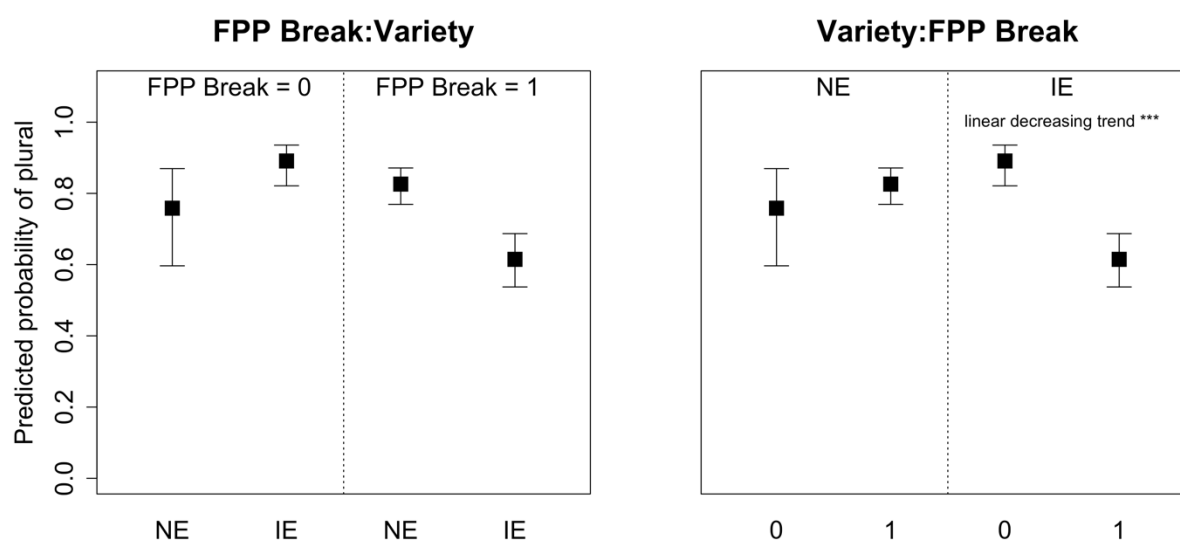 FPP Break:Variety
Variety:FPP Break
FPP Break = 0
FPP Break = 1
NE
IE
linear decreasing trend ***
Predicted probability of plural
1.0
0.8
0.6
0.4
0.2
0.0
NE
IE
NE
IE
0
1
0
1